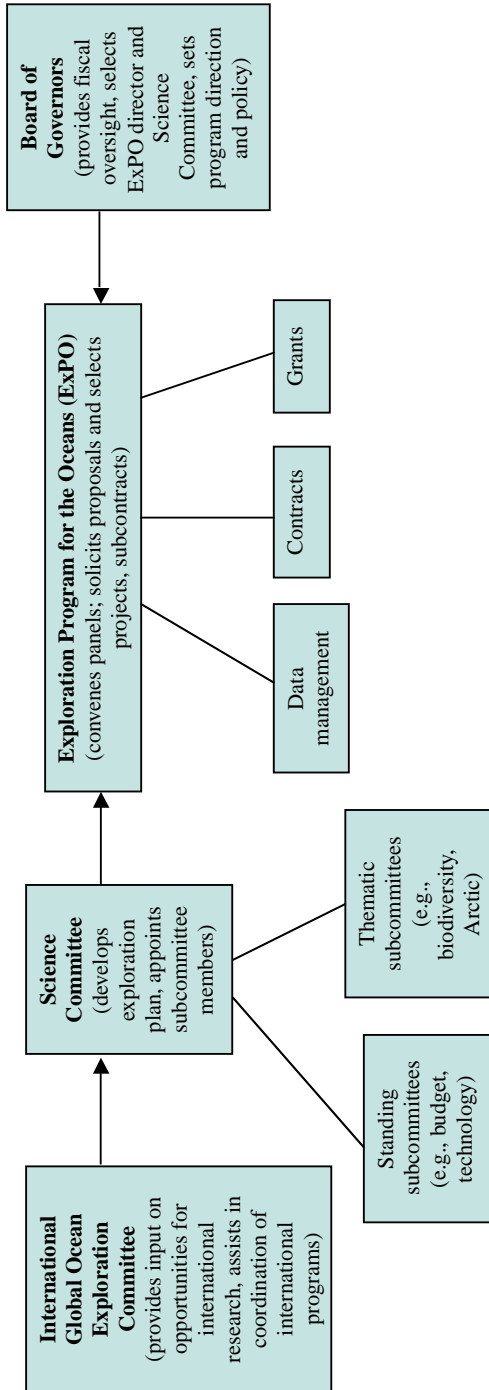 International
Global Ocean
Exploration
Committee
(provides input on
opportunities for
international
research, assists in
coordination of
international
programs)
Science
Committee
(develops
exploration
plan, appoints
subcommittee
members)
Standing
subcommittees
(e.g., budget,
technology)
Thematic
subcommittees
(e.g.,
biodiversity,
Arctic)
Exploration Program for the Oceans (ExPO)
(convenes panels; solicits proposals and selects
projects, subcontracts)
Data
management
Contracts
Grants
Board of
Governors
(provides fiscal
oversight, selects
ExPO director and
Science
Committee, sets
program direction
and policy)